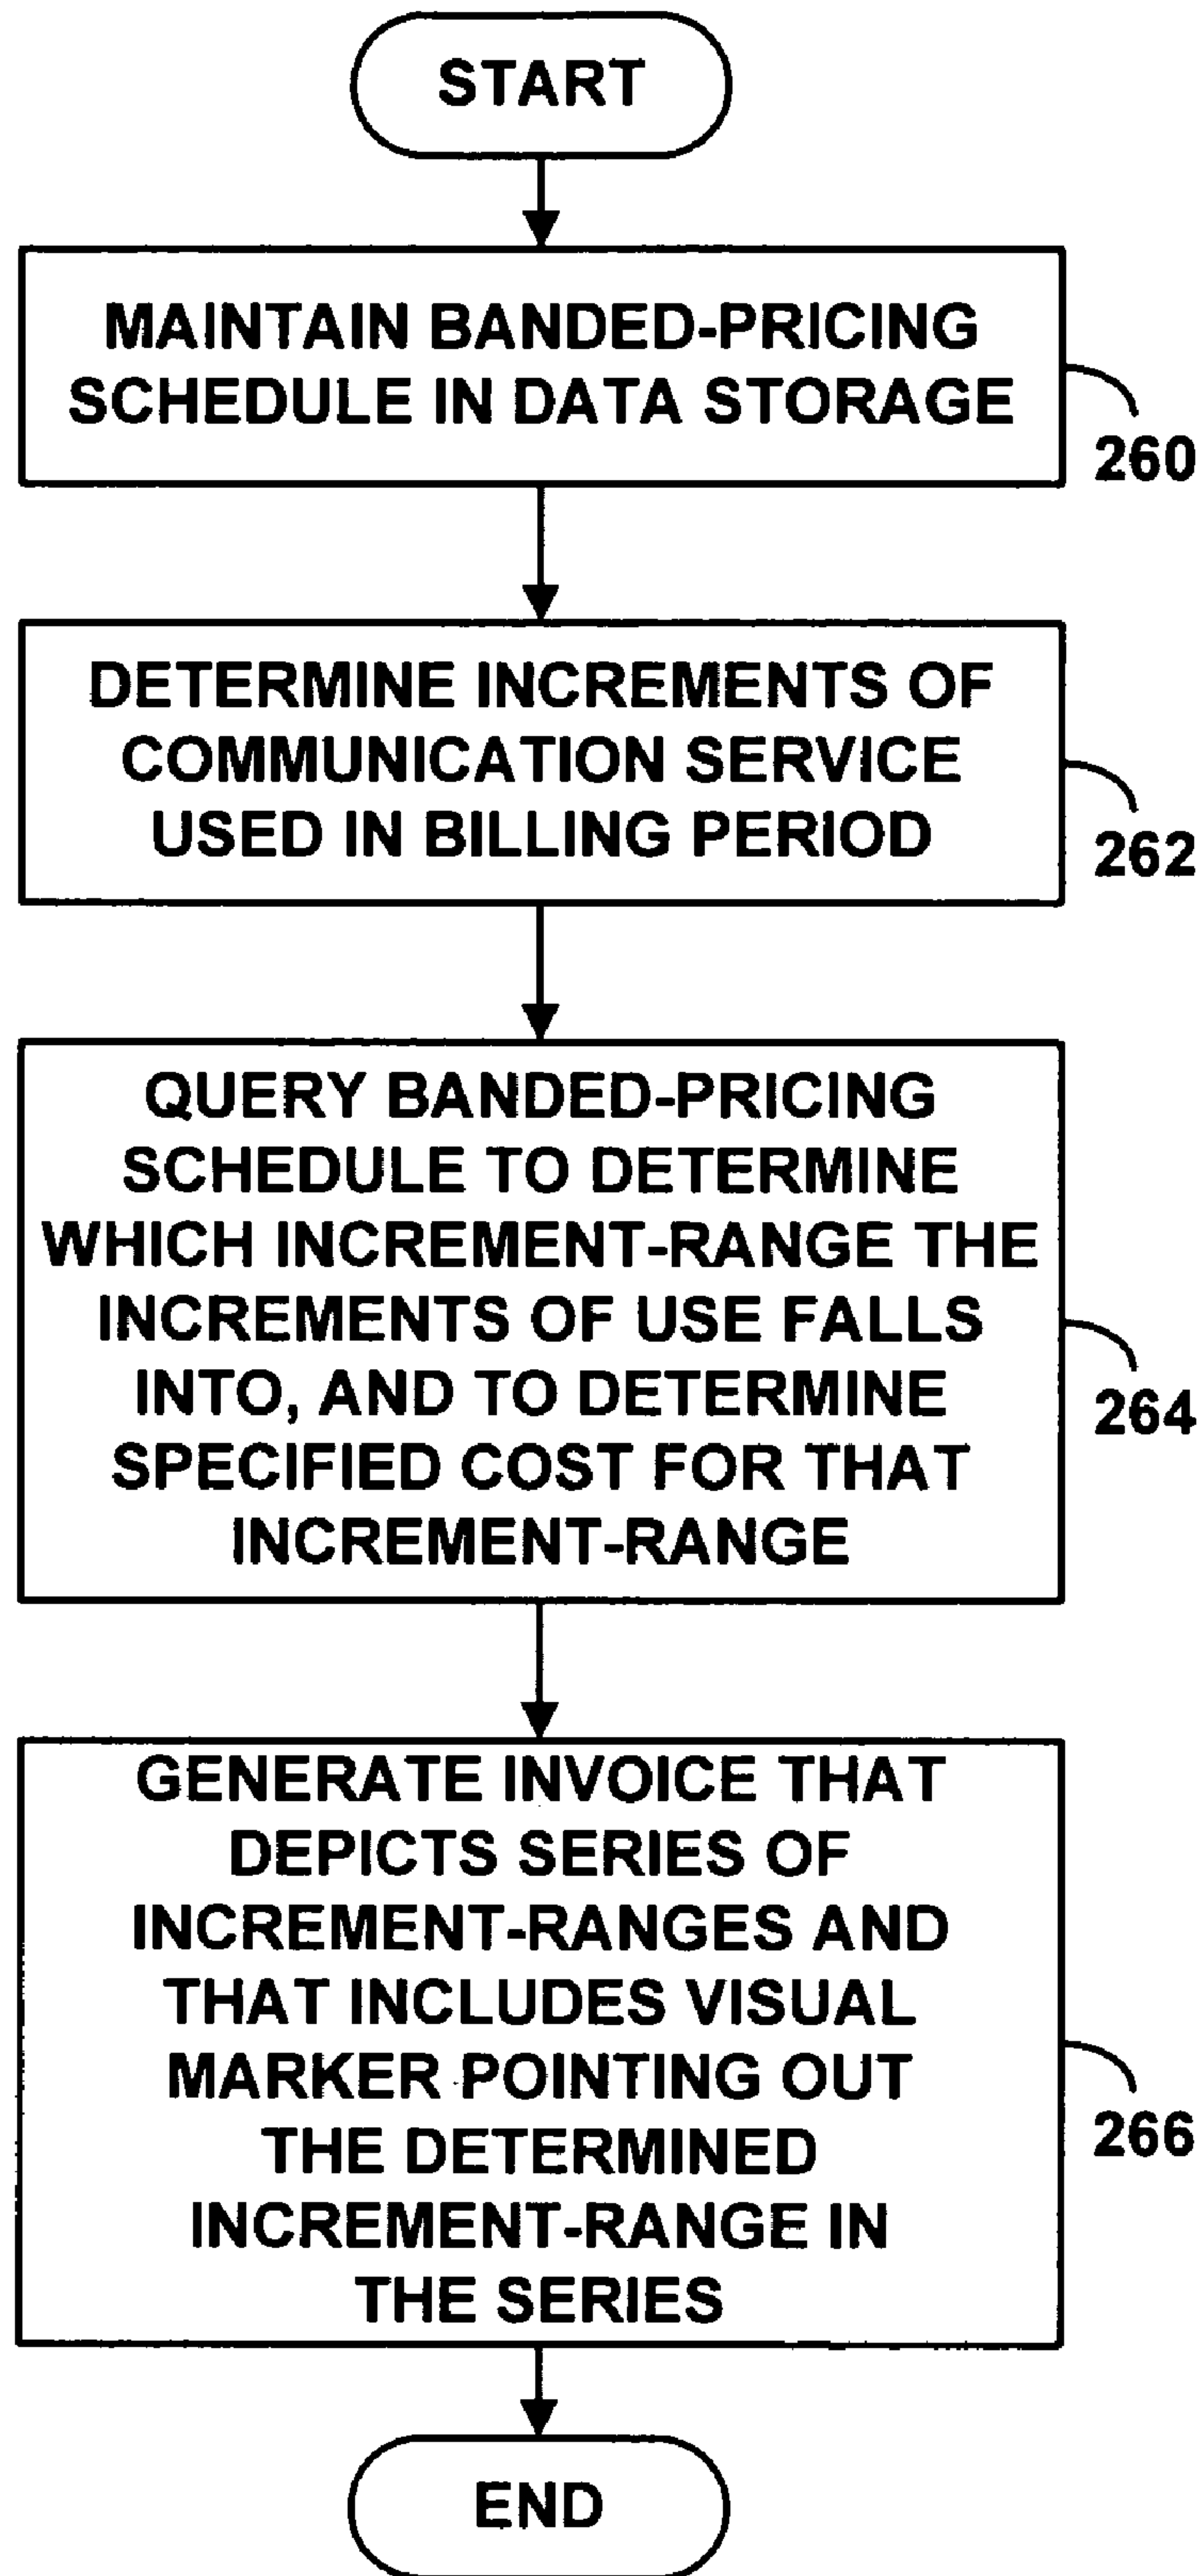 START
MAINTAIN BANDED-PRICING
SCHEDULE IN DATA STORAGE
260
DETERMINE INCREMENTS OF
COMMUNICATION SERVICE
USED IN BILLING PERIOD
262
QUERY BANDED-PRICING
SCHEDULE TO DETERMINE
WHICH INCREMENT-RANGE THE
INCREMENTS OF USE FALLS
INTO, AND TO DETERMINE
SPECIFIED COST FOR THAT
INCREMENT-RANGE
264
GENERATE INVOICE THAT
DEPICTS SERIES OF
INCREMENT-RANGES AND
THAT INCLUDES VISUAL
MARKER POINTING OUT
THE DETERMINED
INCREMENT-RANGE IN
THE SERIES
266
END